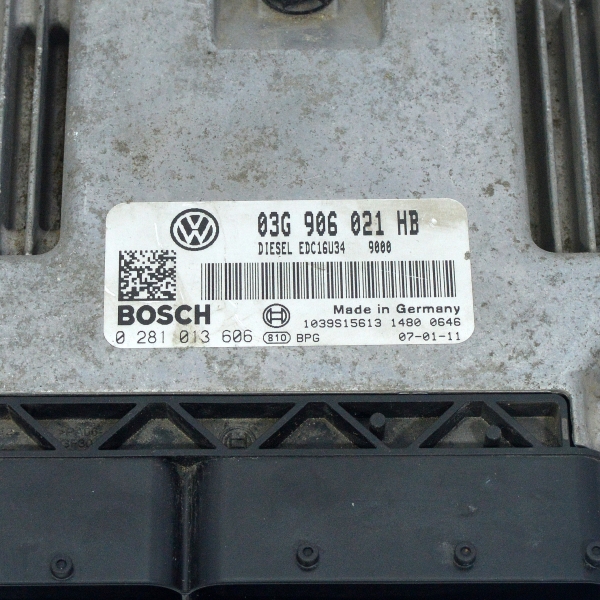 03G 906 021 HB
DIESEL EDC16U34 9000
BOSCH
Made in Germany
1039S15613 1480 0646
0 281 013 606 810 BPG 07-01-11